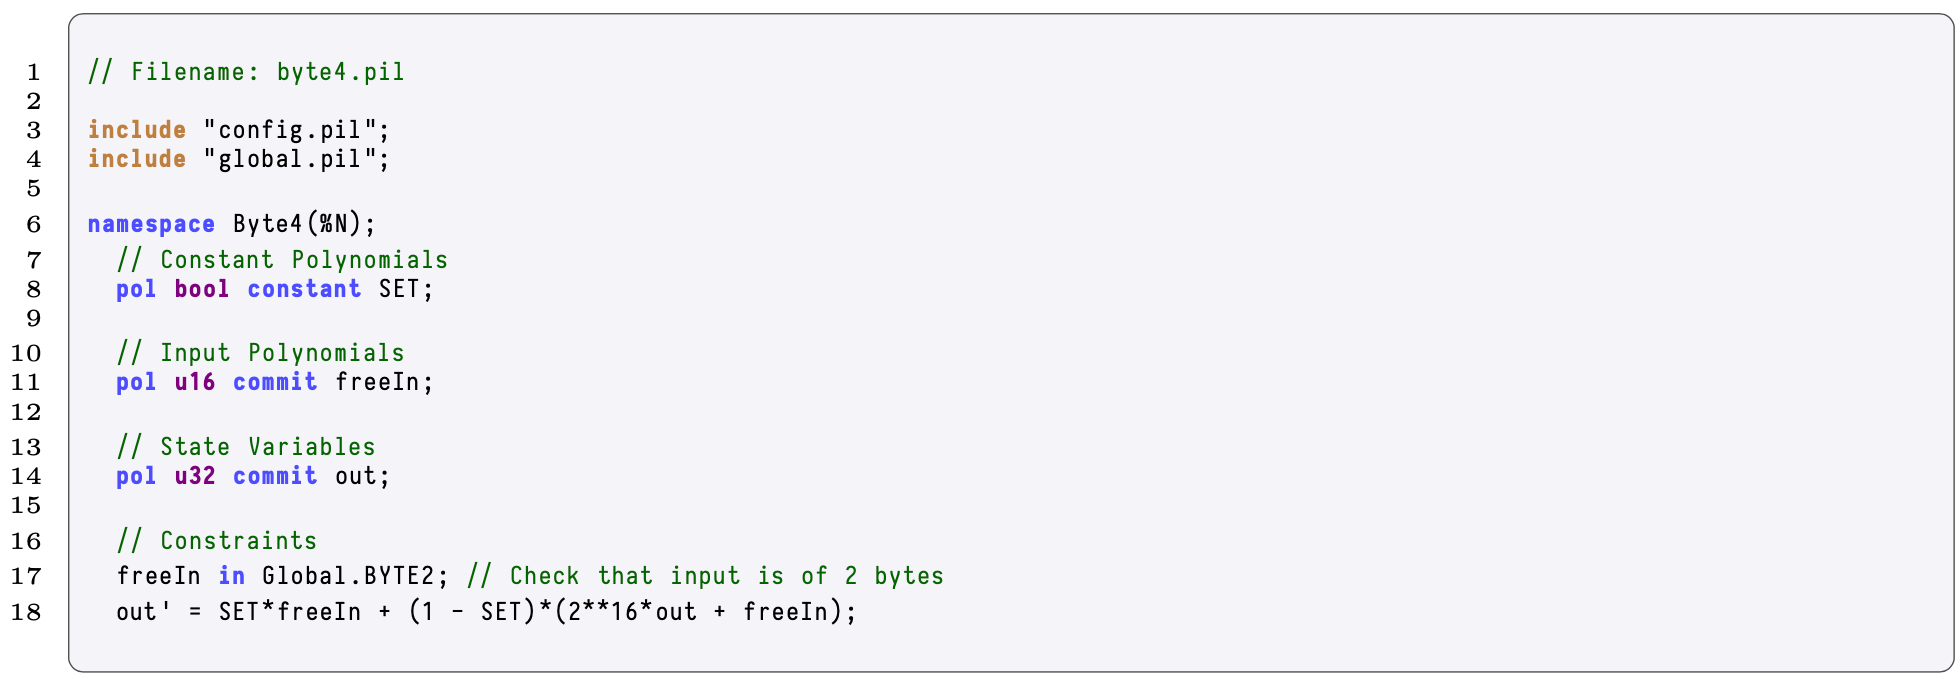 1 // Filename: byte4.pil
2
3 include "config.pil";
4 include "global.pil";
5
6 namespace Byte4(%N);
7 // Constant Polynomials
8 pol bool constant SET;
9
10 // Input Polynomials
11 pol u16 commit freeIn;
12
13 // State Variables
14 pol u32 commit out;
15
16 // Constraints
17 freeIn in Global.BYTE2; // Check that input is of 2 bytes
18 out' = SET*freeIn + (1 - SET)*(2**16*out + freeIn);